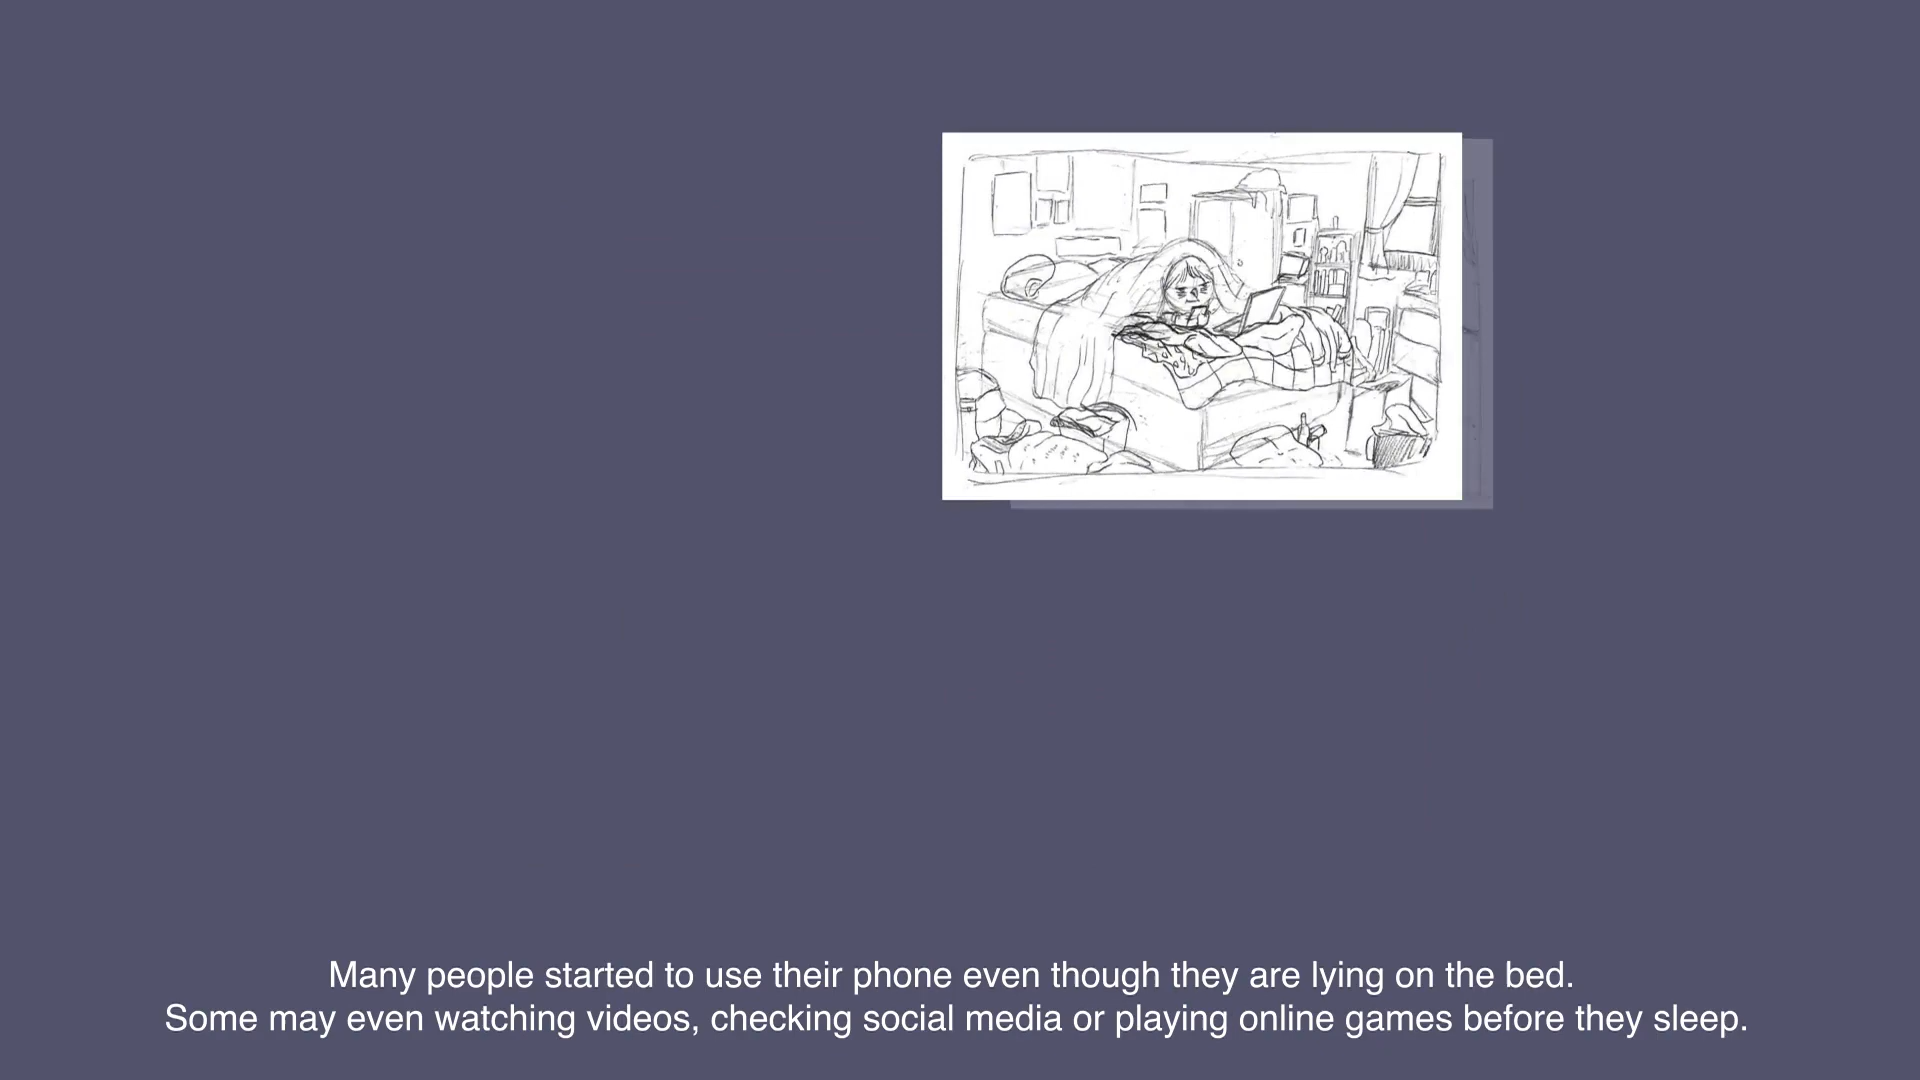 Many people started to use their phone even though they are lying on the bed.
Some may even watching videos, checking social media or playing online games before they sleep.